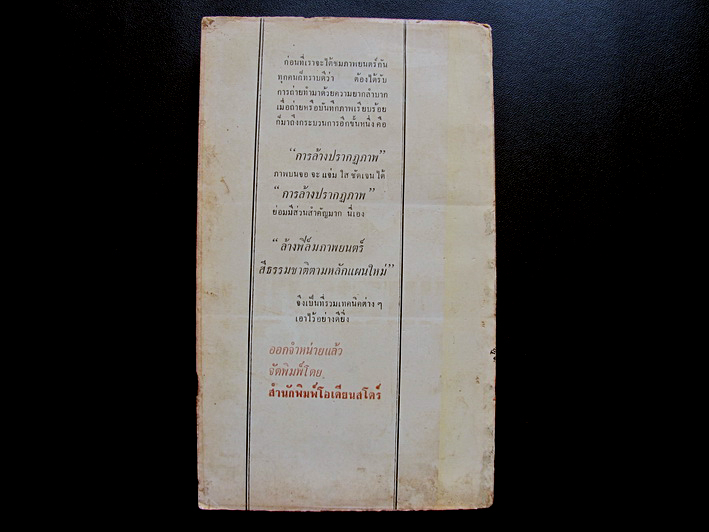 ก่อนที่เราจะได้ชมภาพยนตร์กัน
ทุกคนก็ทราบดีว่า ต้องได้รับ
การถ่ายทำมาด้วยความยากลำบาก
เมื่อถ่ายหรือบันทึกภาพเรียบร้อย
ก็มาถึงกระบวนการอีกขั้นหนึ่ง คือ
“การล้างปรากฏภาพ”
ภาพบนจอ จะ แจ่ม ใส ชัดเจน ได้
“การล้างปรากฏภาพ”
ย่อมมีส่วนสำคัญมาก นี่เอง
“ล้างฟิล์มภาพยนตร์
สีธรรมชาติตามหลักแผนใหม่”
จึงเป็นที่รวมเทคนิคต่าง ๆ
เอาไว้อย่างดียิ่ง
ออกจำหน่ายแล้ว
จัดพิมพ์โดย
สำนักพิมพ์โอเดียนสโตร์